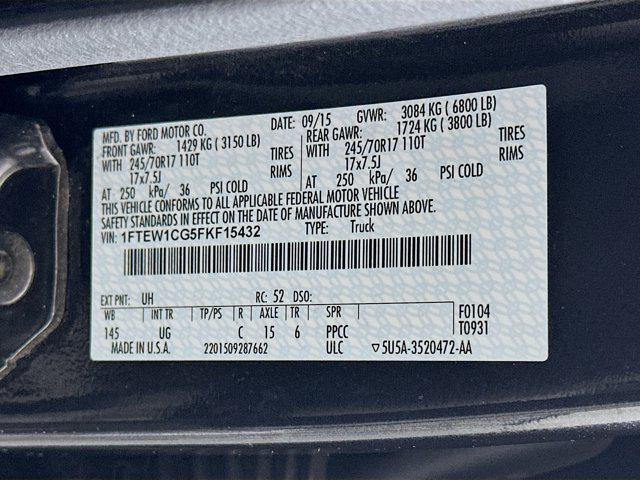 MFD. BY FORD MOTOR CO. DATE: 09/15 GVWR: 3084 KG ( 6800 LB)
FRONT GAWR: 1429 KG ( 3150 LB) REAR GAWR: 1724 KG ( 3800 LB)
WITH 245/70R17 110T TIRES WITH 245/70R17 110T TIRES
17x7.5J RIMS 17x7.5J RIMS
AT 250 kPa/ 36 PSI COLD AT 250 kPa/ 36 PSI COLD
THIS VEHICLE CONFORMS TO ALL APPLICABLE FEDERAL MOTOR VEHICLE
SAFETY STANDARDS IN EFFECT ON THE DATE OF MANUFACTURE SHOWN ABOVE.
VIN: 1FTEW1CG5FKF15432 TYPE: Truck
EXT PNT: UH RC: 52 DSO:
WB INT TR TP/PS R AXLE TR SPR F0104
145 UG C 15 6 PPCC T0931
MADE IN U.S.A. 2201509287662 ULC ▽5U5A-3520472-AA